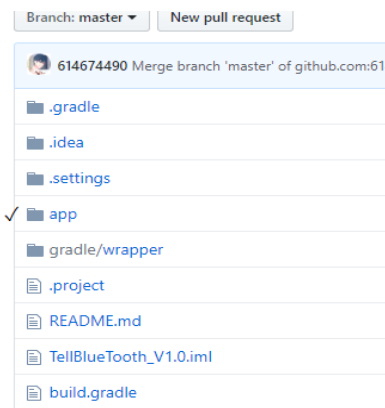 Branch: master New pull request
614674490 Merge branch 'master' of github.com:61
.gradle
.idea
.settings
app
gradle/wrapper
.project
README.md
TellBlueTooth_V1.0.iml
build.gradle